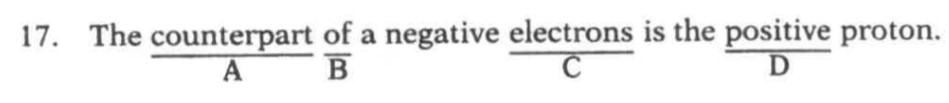 17. The counterpart of a negative electrons is the positive proton.
A B C D